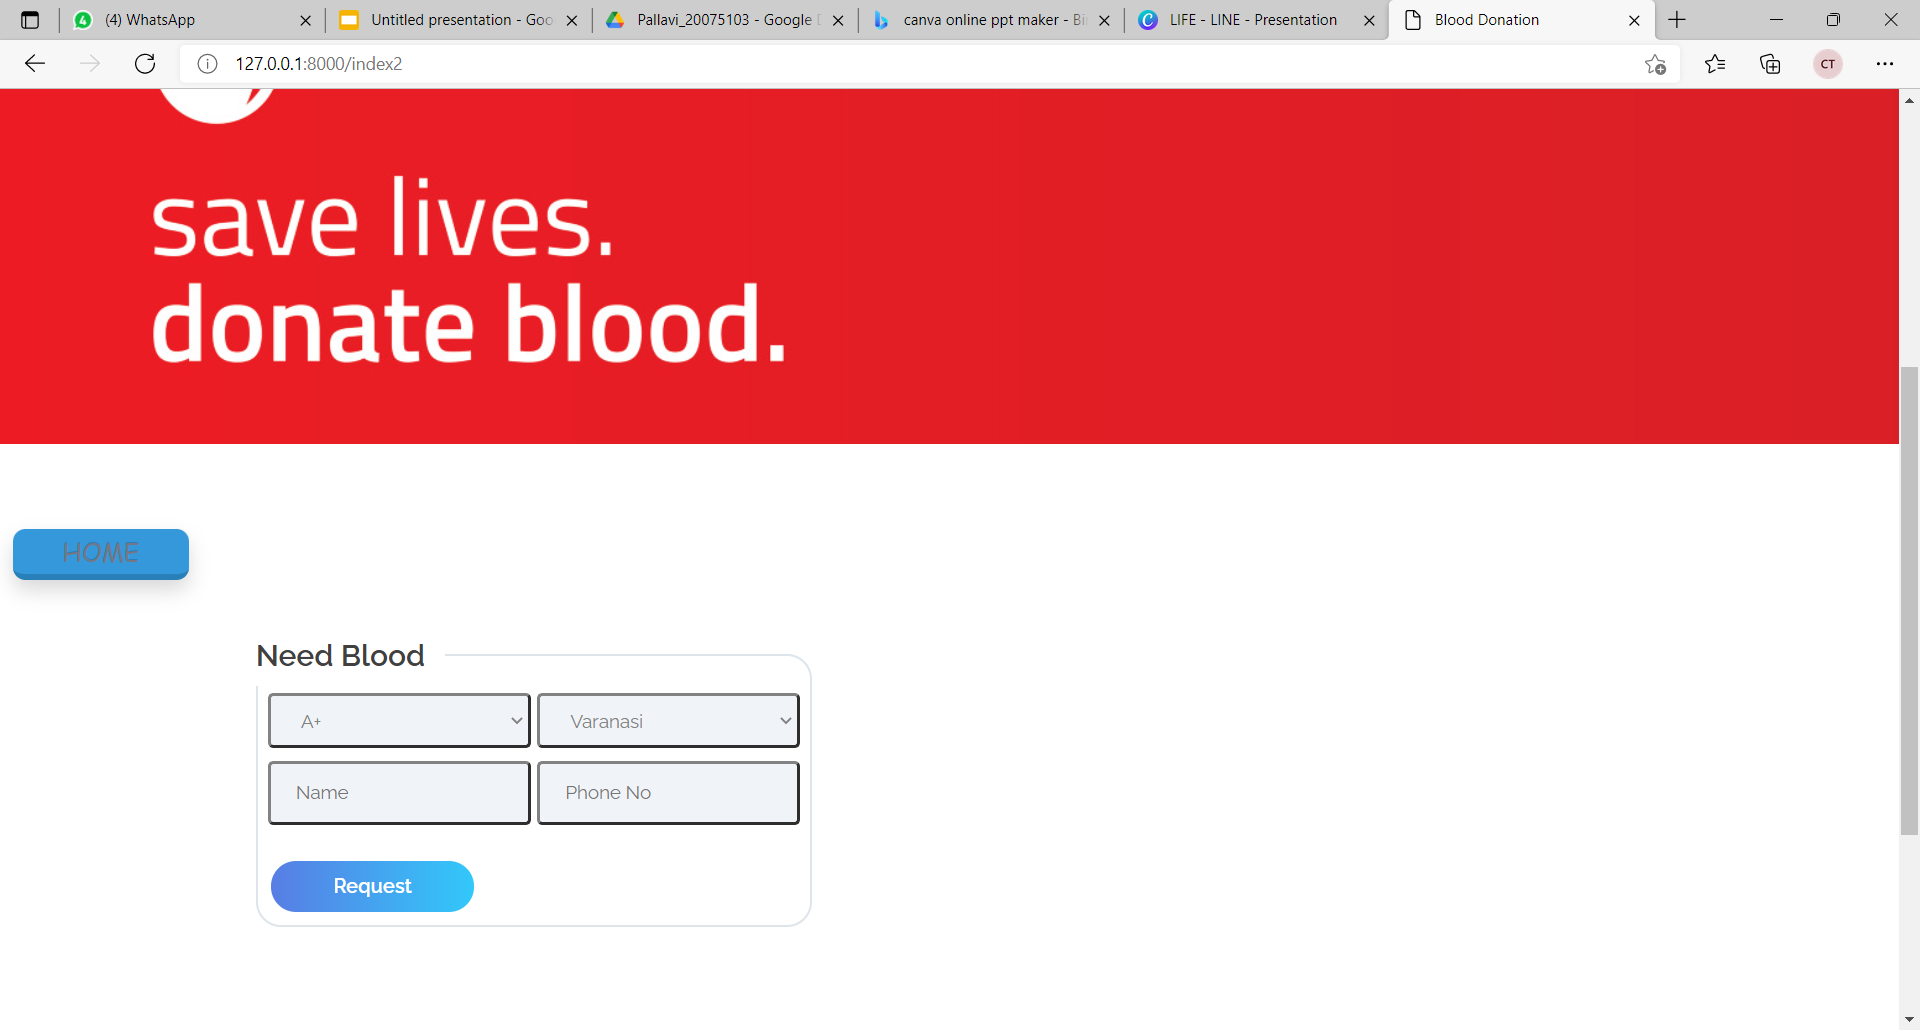 (4) WhatsApp
Untitled presentation - Goo
Pallavi_20075103 - Google
canva online ppt maker - Bi
LIFE - LINE - Presentation
Blood Donation
127.0.0.1:8000/index2
CT
save lives.
donate blood.
HOME
Need Blood
A+
Varanasi
Name
Phone No
Request